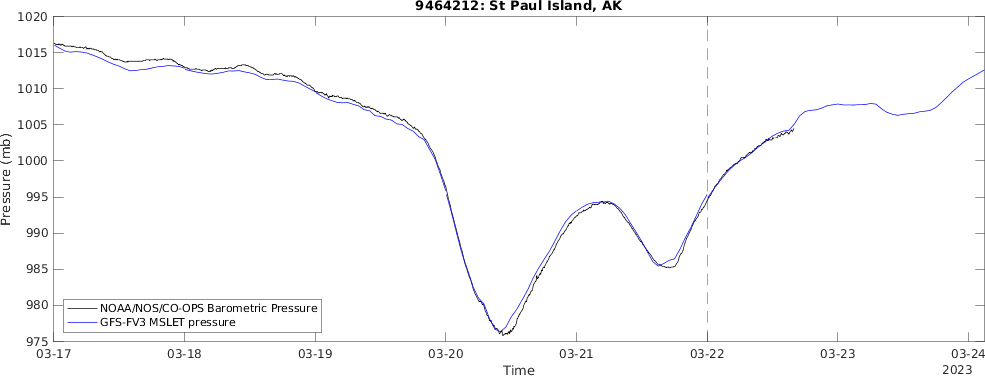 9464212: St Paul Island, AK
1020
1015
1010
1005
1000
995
990
985
980
975
Pressure (mb)
NOAA/NOS/CO-OPS Barometric Pressure
GFS-FV3 MSLET pressure
03-17 03-18 03-19 03-20 03-21 03-22 03-23 03-24
Time
2023